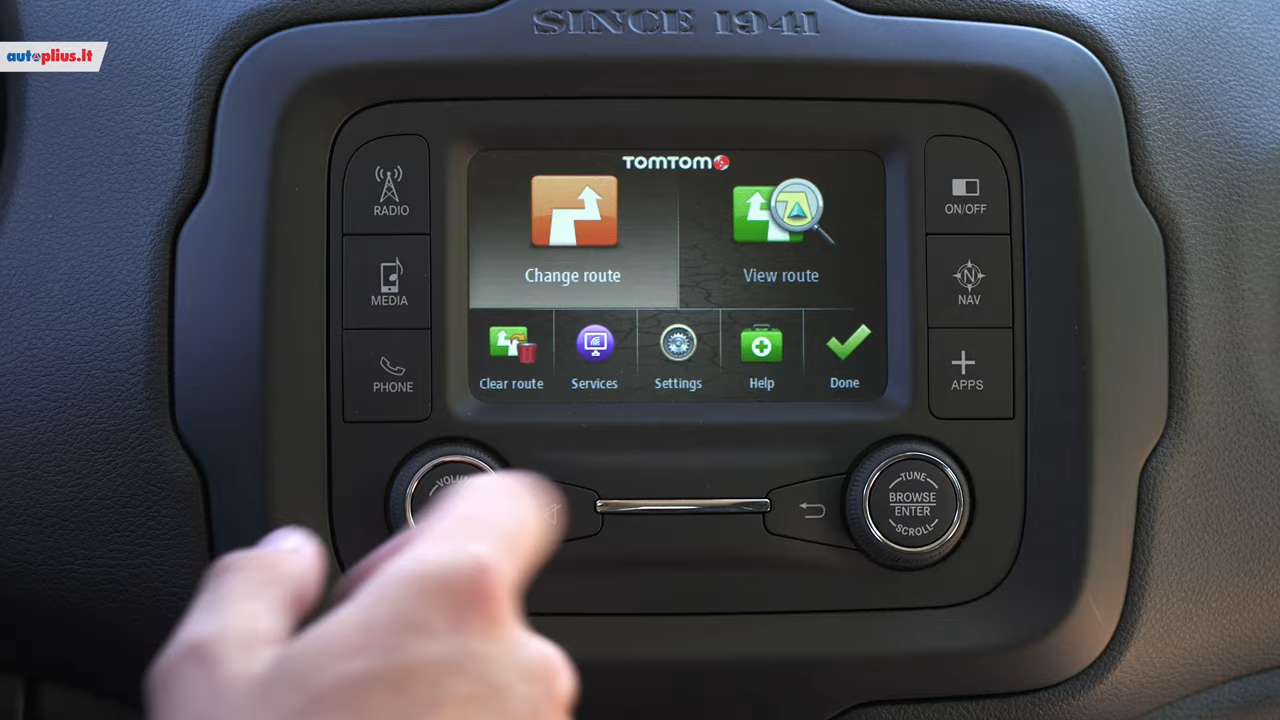 SINCE 1941
autoplius.lt
TOMTOM
RADIO
MEDIA
PHONE
Change route
View route
Clear route
Services
Settings
Help
Done
ON/OFF
N
NAV
APPS
TUNE
BROWSE
ENTER
SCROLL